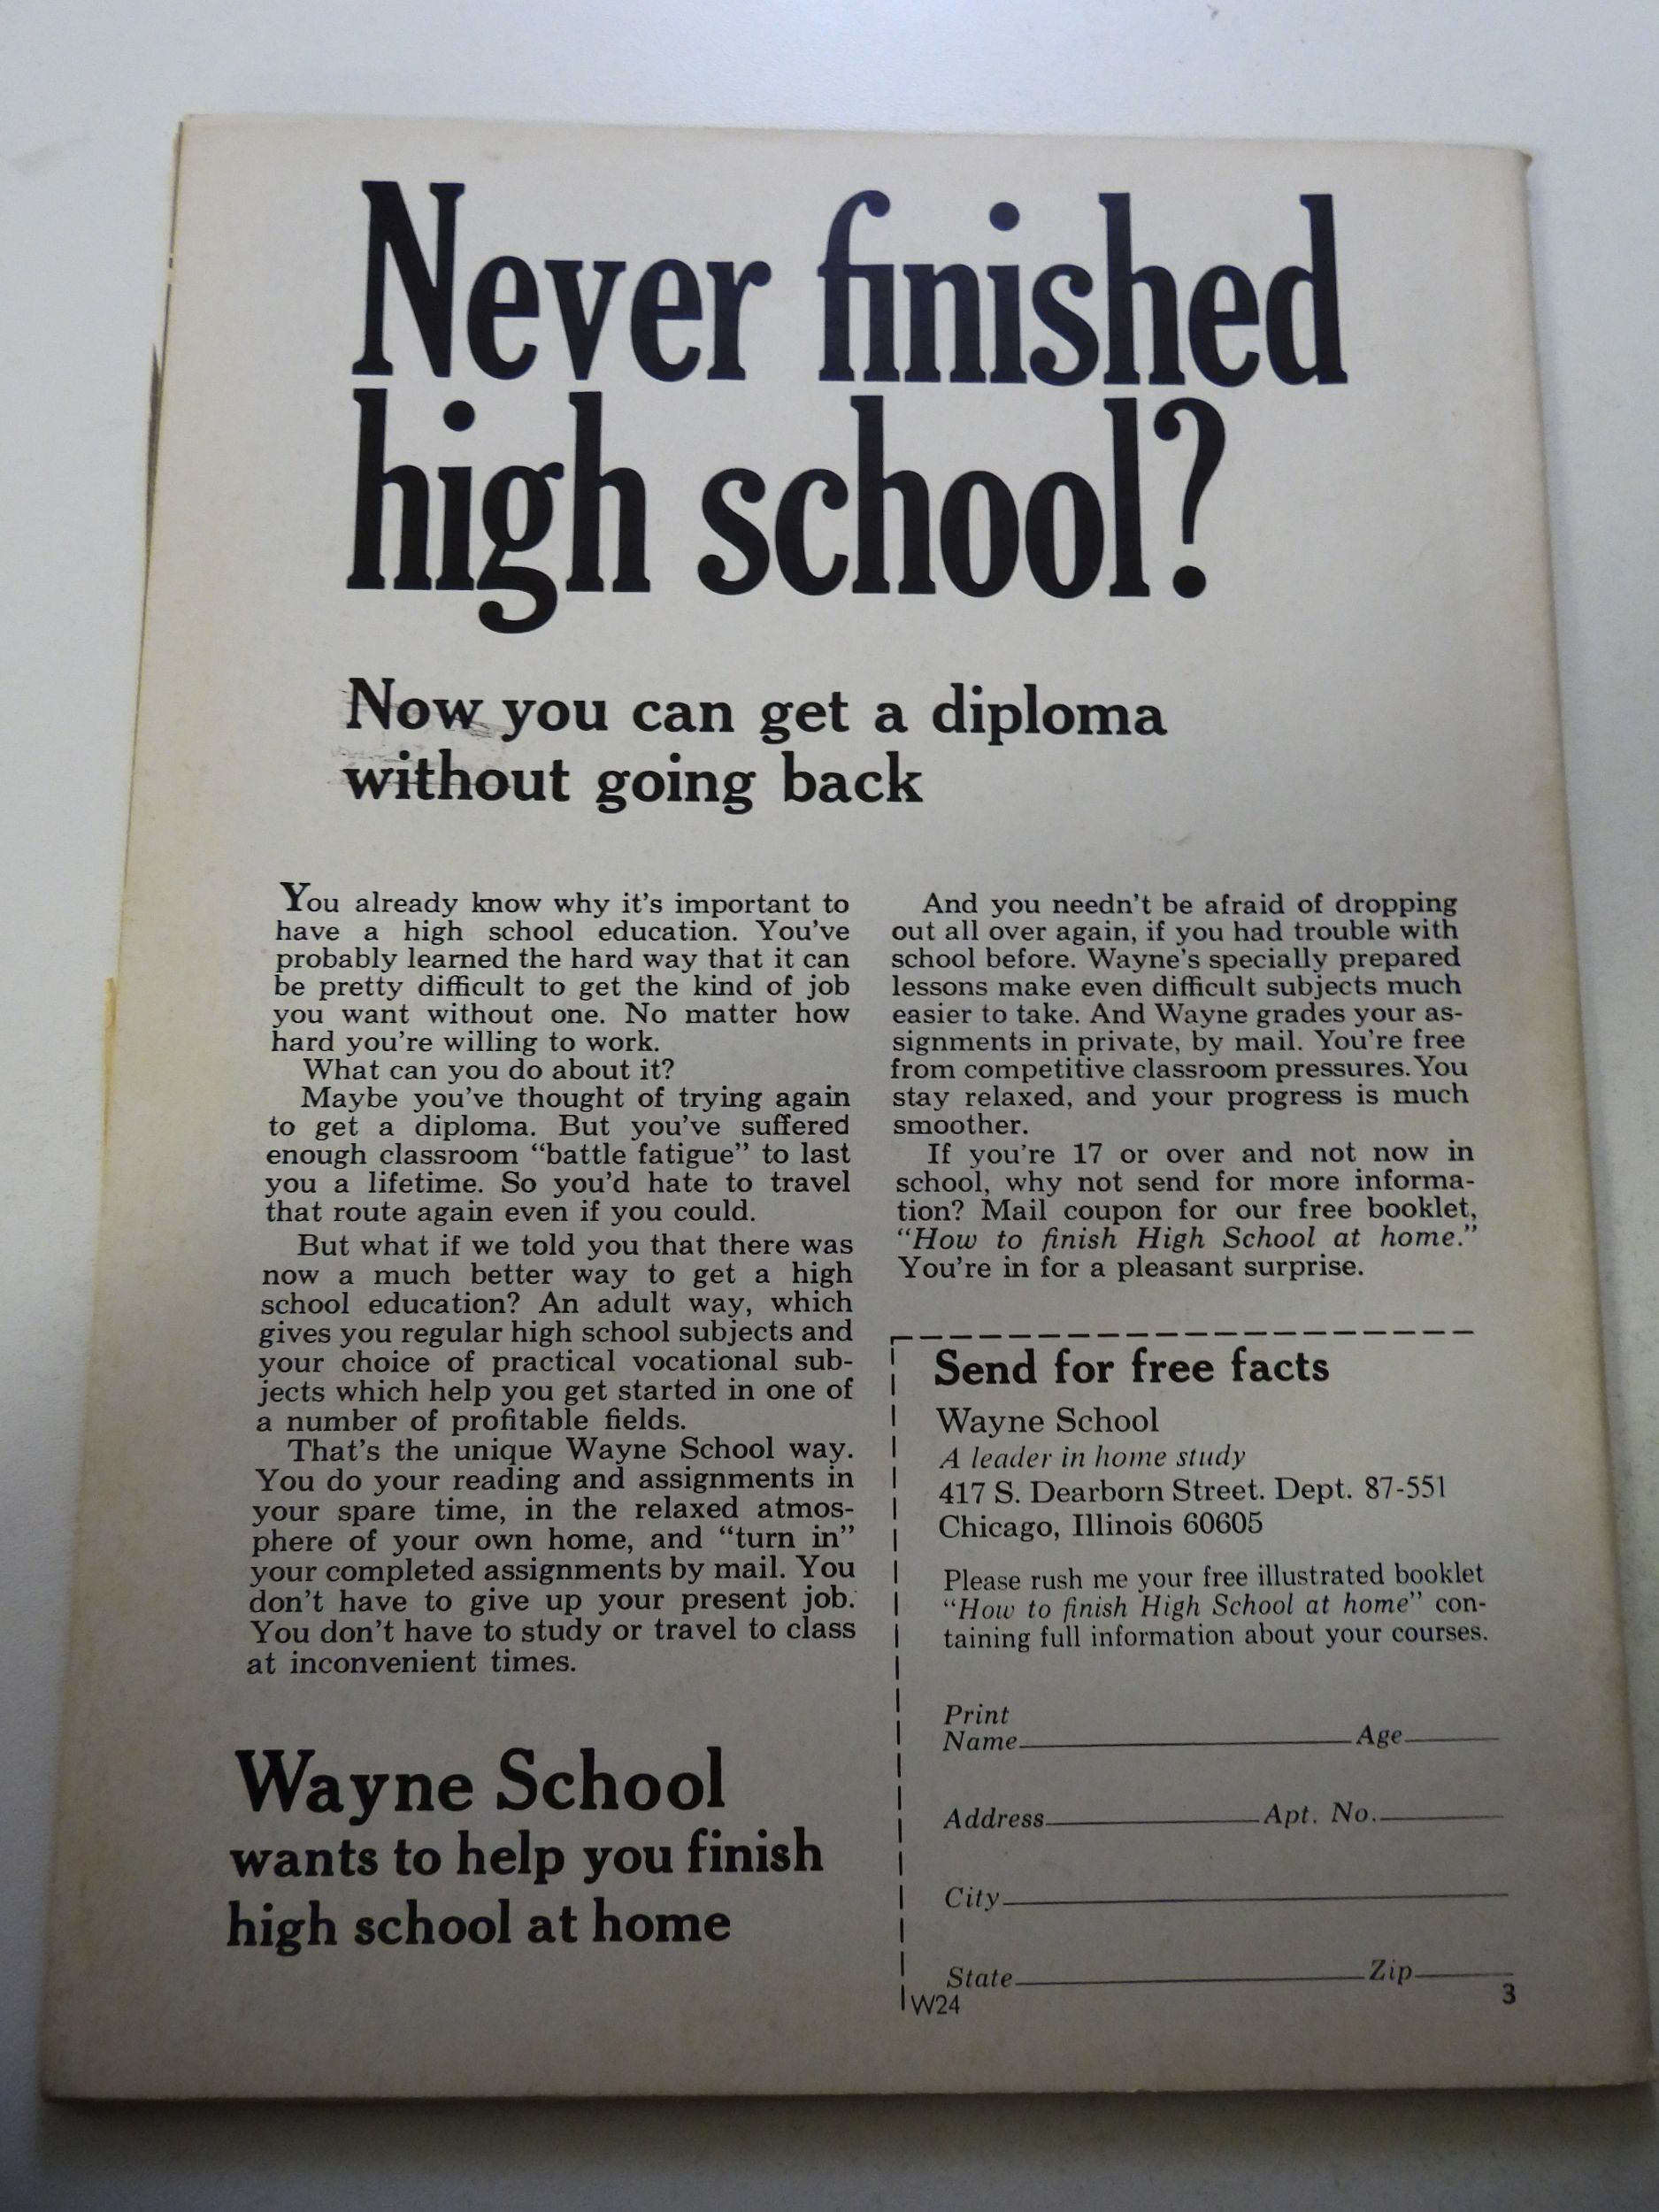 Never finished
high school?
Now you can get a diploma
without going back
You already know why it's important to
have a high school education. You've
probably learned the hard way that it can
be pretty difficult to get the kind of job
you want without one. No matter how
hard you're willing to work.
What can you do about it?
Maybe you've thought of trying again
to get a diploma. But you've suffered
enough classroom “battle fatigue” to last
you a lifetime. So you'd hate to travel
that route again even if you could.
But what if we told you that there was
now a much better way to get a high
school education? An adult way, which
gives you regular high school subjects and
your choice of practical vocational sub-
jects which help you get started in one of
a number of profitable fields.
That's the unique Wayne School way.
You do your reading and assignments in
your spare time, in the relaxed atmos-
phere of your own home, and “turn in”
your completed assignments by mail. You
don't have to give up your present job.
You don't have to study or travel to class
at inconvenient times.
And you needn't be afraid of dropping
out all over again, if you had trouble with
school before. Wayne's specially prepared
lessons make even difficult subjects much
easier to take. And Wayne grades your as-
signments in private, by mail. You're free
from competitive classroom pressures. You
stay relaxed, and your progress is much
smoother.
If you're 17 or over and not now in
school, why not send for more informa-
tion? Mail coupon for our free booklet,
“How to finish High School at home.”
You're in for a pleasant surprise.
Wayne School
wants to help you finish
high school at home
Send for free facts
Wayne School
A leader in home study
417 S. Dearborn Street. Dept. 87-551
Chicago, Illinois 60605
Please rush me your free illustrated booklet
“How to finish High School at home” con-
taining full information about your courses.
Print
Name Age
Address Apt. No.
City
State Zip
W24 3